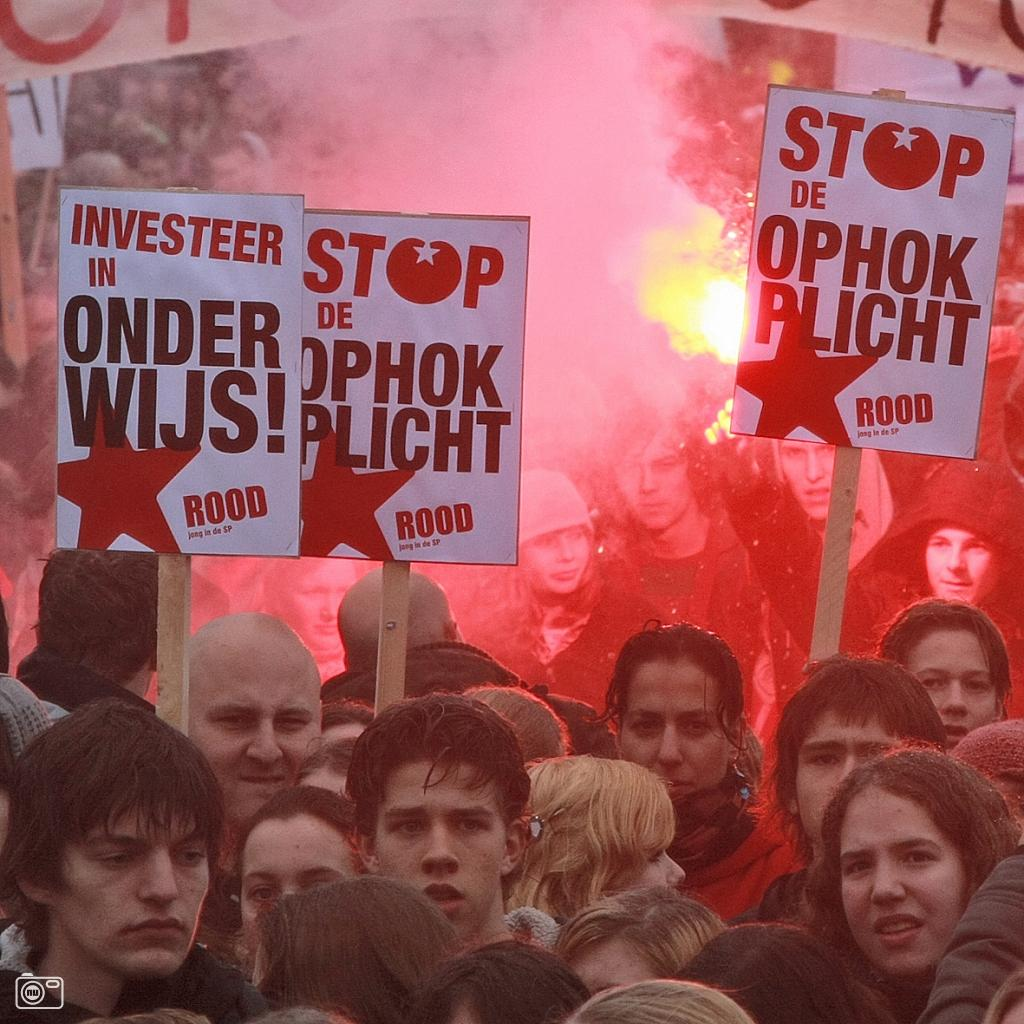 INVESTEER
IN
ONDER
WIJS!
ROOD
jong in de SP
STOP
DE
OPHOK
PLICHT
ROOD
jong in de SP
STOP
DE
OPHOK
PLICHT
ROOD
jong in de SP
nu